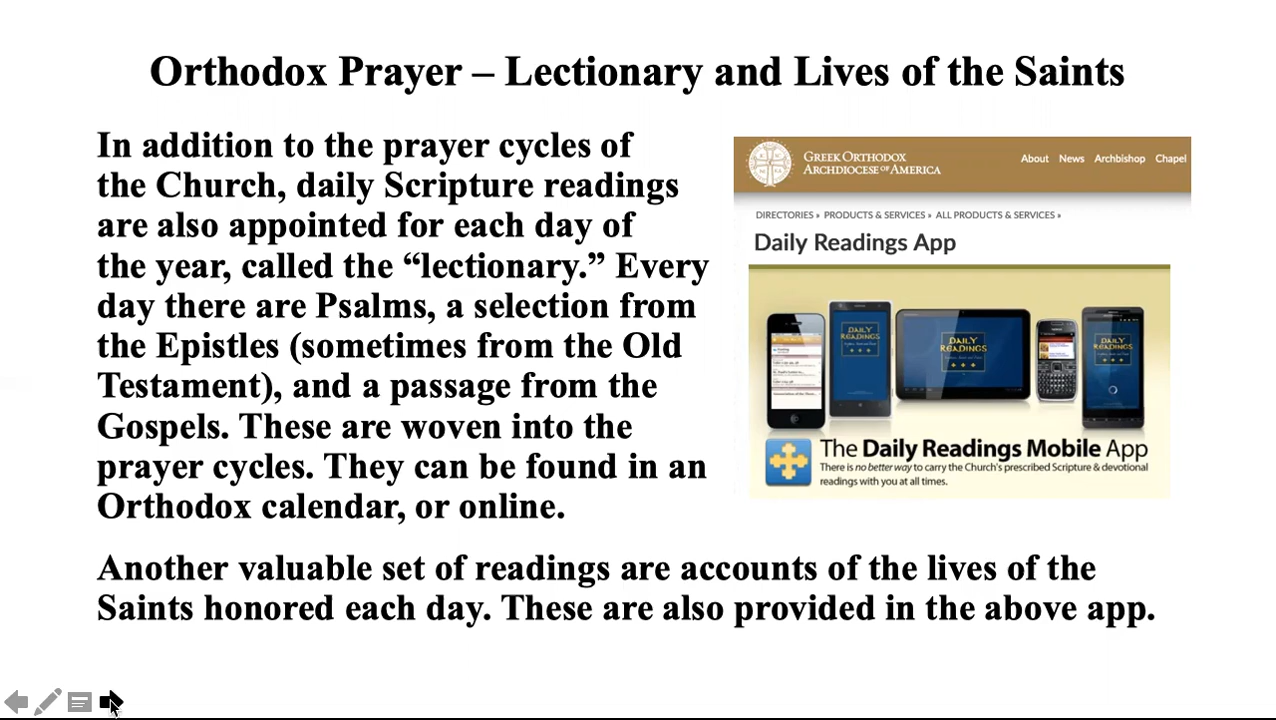 Orthodox Prayer – Lectionary and Lives of the Saints
In addition to the prayer cycles of
the Church, daily Scripture readings
are also appointed for each day of
the year, called the “lectionary.” Every
day there are Psalms, a selection from
the Epistles (sometimes from the Old
Testament), and a passage from the
Gospels. These are woven into the
prayer cycles. They can be found in an
Orthodox calendar, or online.
GREEK ORTHODOX
ARCHDIOCESE OF AMERICA
About News Archbishop Chapel
DIRECTORIES » PRODUCTS & SERVICES » ALL PRODUCTS & SERVICES »
Daily Readings App
DAILY
READINGS
DAILY
READINGS
DAILY
READINGS
The Daily Readings Mobile App
There is no better way to carry the Church's prescribed Scripture & devotional
readings with you at all times.
Another valuable set of readings are accounts of the lives of the
Saints honored each day. These are also provided in the above app.